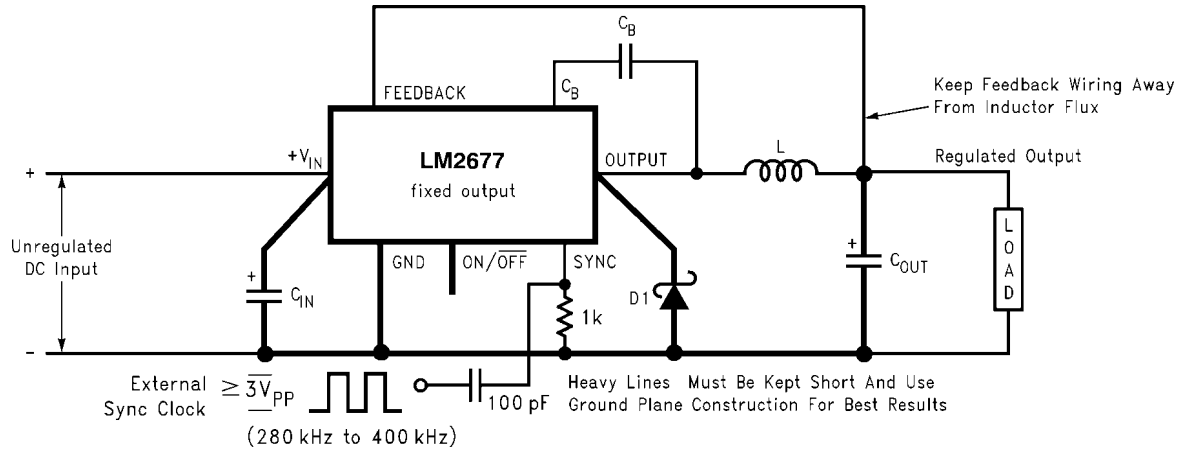 C_B
FEEDBACK
C_B
Keep Feedback Wiring Away
From Inductor Flux
+V_IN
LM2677
fixed output
OUTPUT
L
Regulated Output
+
Unregulated
DC Input
-
+
C_IN
GND
ON/O̅F̅F̅
SYNC
1k
D1
+
C_OUT
LOAD
External
Sync Clock
≥ 3V_PP
(280 kHz to 400 kHz)
100 pF
Heavy Lines Must Be Kept Short And Use
Ground Plane Construction For Best Results